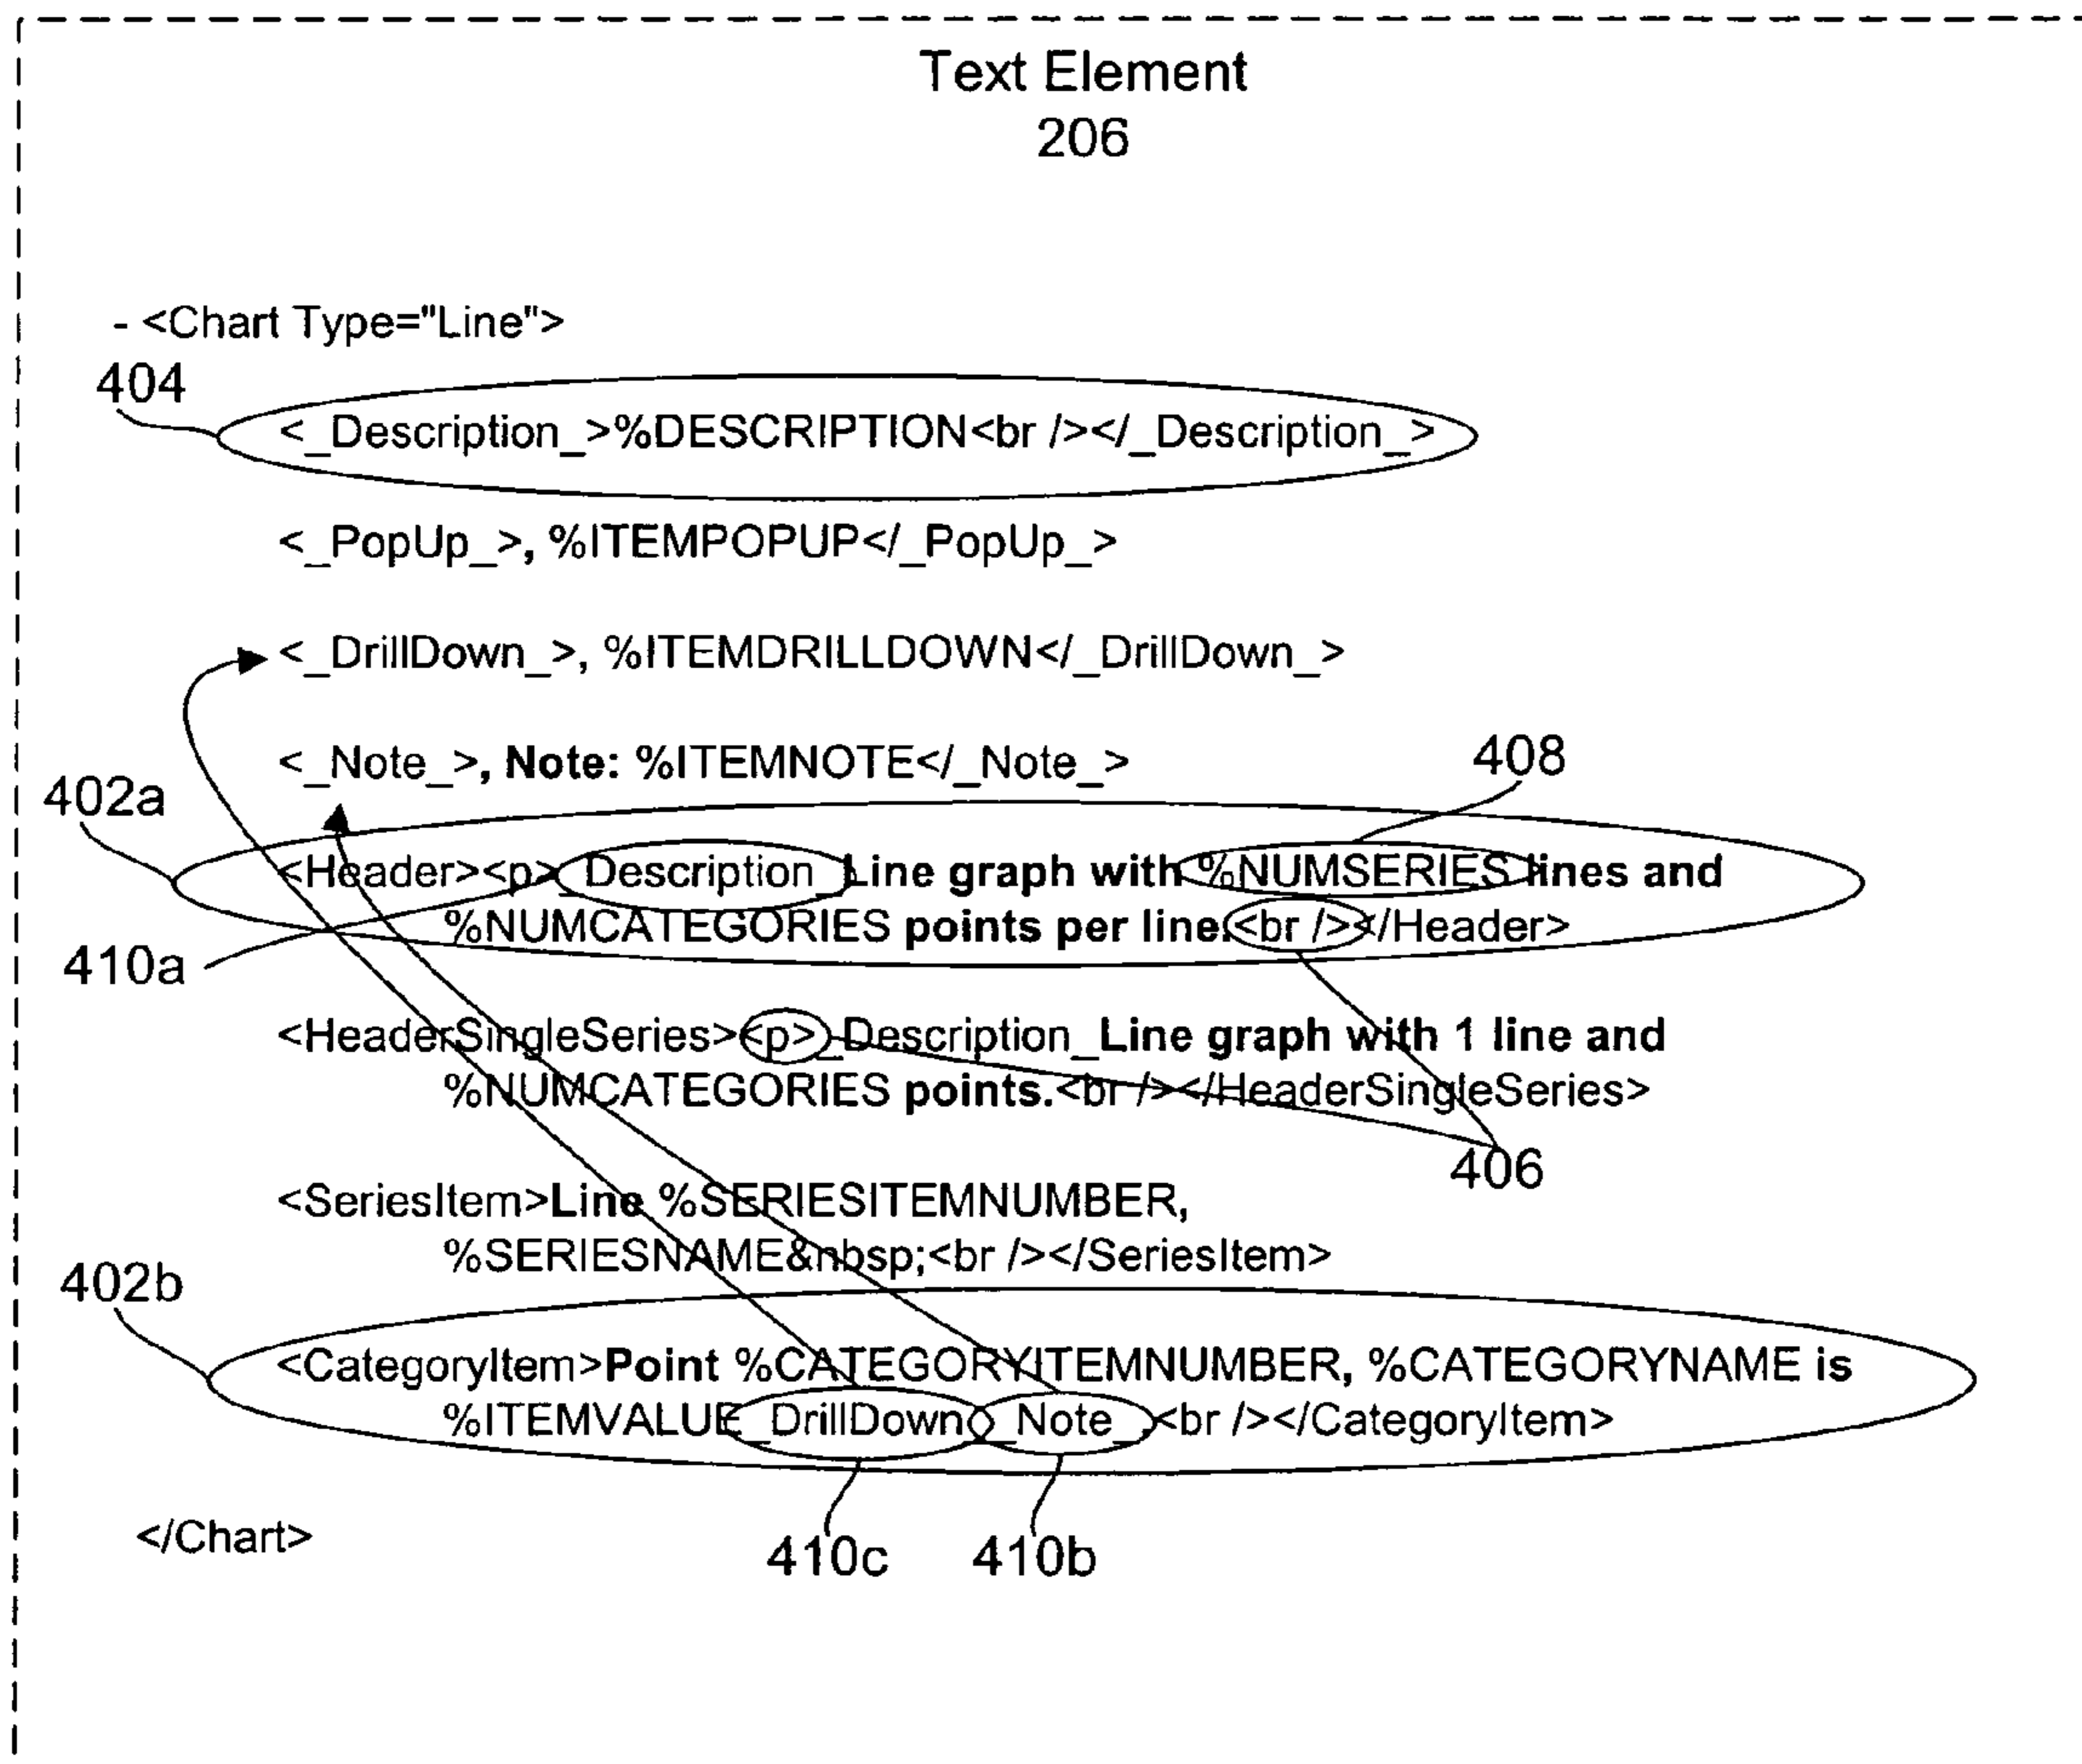 Text Element
206
- <Chart Type="Line">
404
<_Description_>%DESCRIPTION<br /></_Description_>
<_PopUp_>, %ITEMPOPUP</_PopUp_>
<_DrillDown_>, %ITEMDRILLDOWN</_DrillDown_>
<_Note_>, Note: %ITEMNOTE</_Note_>
408
402a
<Header><p>_Description_Line graph with %NUMSERIES lines and
%NUMCATEGORIES points per line.<br /></Header>
410a
<HeaderSingleSeries><p>_Description_Line graph with 1 line and
%NUMCATEGORIES points.<br /></HeaderSingleSeries>
406
<SeriesItem>Line %SERIESITEMNUMBER,
%SERIESNAME&nbsp;<br /></SeriesItem>
402b
<CategoryItem>Point %CATEGORYITEMNUMBER, %CATEGORYNAME is
%ITEMVALUE_DrillDown__Note_.<br /></CategoryItem>
</Chart>
410c 410b